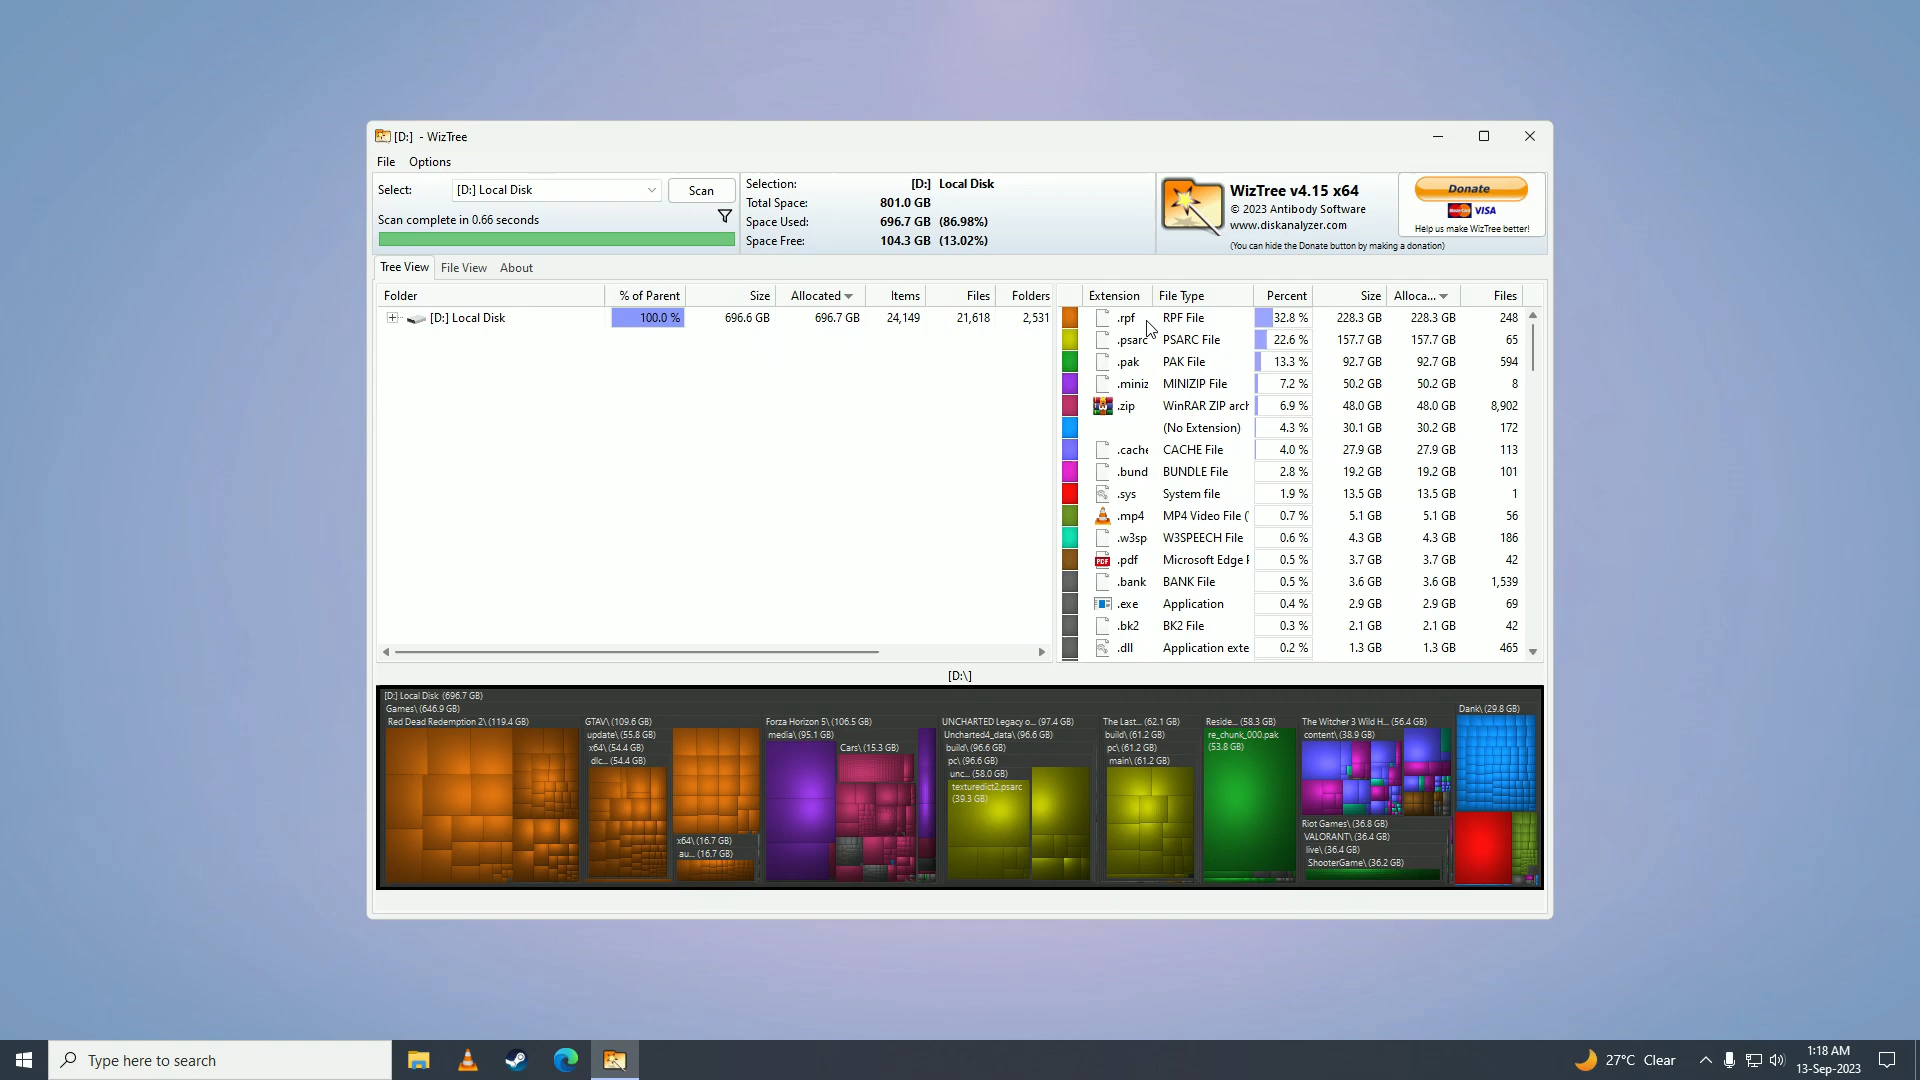 [D:]  - WizTree
File Options
Select: [D:] Local Disk Scan
Scan complete in 0.66 seconds
Selection: [D:] Local Disk
Total Space: 801.0 GB
Space Used: 696.7 GB (86.98%)
Space Free: 104.3 GB (13.02%)
WizTree v4.15 x64
© 2023 Antibody Software
www.diskanalyzer.com
(You can hide the Donate button by making a donation)
Donate
MasterCard VISA
Help us make WizTree better!
Tree View File View About
Folder % of Parent Size Allocated Items Files Folders
[D:] Local Disk 100.0 % 696.6 GB 696.7 GB 24,149 21,618 2,531
Extension File Type Percent Size Alloca... Files
.rpf RPF File 32.8 % 228.3 GB 228.3 GB 248
.psarc PSARC File 22.6 % 157.7 GB 157.7 GB 65
.pak PAK File 13.3 % 92.7 GB 92.7 GB 594
.miniz MINIZIP File 7.2 % 50.2 GB 50.2 GB 8
.zip WinRAR ZIP arch 6.9 % 48.0 GB 48.0 GB 8,902
(No Extension) 4.3 % 30.1 GB 30.2 GB 172
.cache CACHE File 4.0 % 27.9 GB 27.9 GB 113
.bund BUNDLE File 2.8 % 19.2 GB 19.2 GB 101
.sys System file 1.9 % 13.5 GB 13.5 GB 1
.mp4 MP4 Video File (' 0.7 % 5.1 GB 5.1 GB 56
.w3sp W3SPEECH File 0.6 % 4.3 GB 4.3 GB 186
PDF .pdf Microsoft Edge P 0.5 % 3.7 GB 3.7 GB 42
.bank BANK File 0.5 % 3.6 GB 3.6 GB 1,539
.exe Application 0.4 % 2.9 GB 2.9 GB 69
.bk2 BK2 File 0.3 % 2.1 GB 2.1 GB 42
.dll Application exte 0.2 % 1.3 GB 1.3 GB 465
[D:\]
[D:] Local Disk (696.7 GB)
Games\ (646.9 GB)
Red Dead Redemption 2\ (119.4 GB)
GTAV\ (109.6 GB)
update\ (55.8 GB)
x64\ (54.4 GB)
dlc... (54.4 GB)
x64\ (16.7 GB)
au... (16.7 GB)
Forza Horizon 5\ (106.5 GB)
media\ (95.1 GB)
Cars\ (15.3 GB)
UNCHARTED Legacy o... (97.4 GB)
Uncharted4_data\ (96.6 GB)
build\ (96.6 GB)
pc\ (96.6 GB)
unc... (58.0 GB)
texturedict2.psarc
(39.3 GB)
The Last... (62.1 GB)
build\ (61.2 GB)
pc\ (61.2 GB)
main\ (61.2 GB)
Reside... (58.3 GB)
re_chunk_000.pak
(53.8 GB)
The Witcher 3 Wild H... (56.4 GB)
content\ (38.9 GB)
Riot Games\ (36.8 GB)
VALORANT\ (36.4 GB)
live\ (36.4 GB)
ShooterGame\ (36.2 GB)
Dank\ (29.8 GB)
Type here to search
27°C Clear
1:18 AM
13-Sep-2023